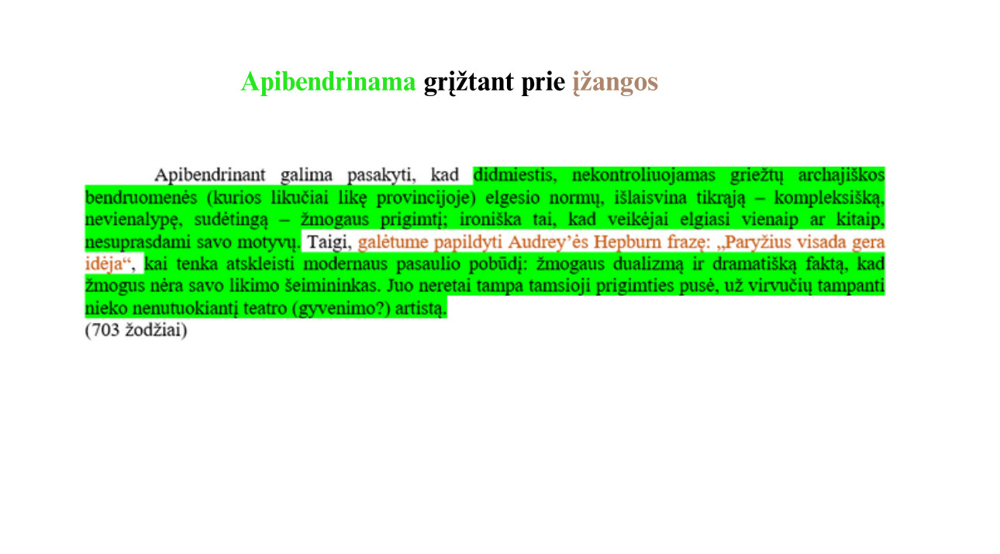 Apibendrinama grįžtant prie įžangos
Apibendrinant galima pasakyti, kad didmiestis, nekontroliuojamas griežtų archajiškos
bendruomenės (kurios likučiai likę provincijoje) elgesio normų, išlaisvina tikrąją – kompleksišką,
nevienalypę, sudėtingą – žmogaus prigimtį; ironiška tai, kad veikėjai elgiasi vienaip ar kitaip,
nesuprasdami savo motyvų. Taigi, galėtume papildyti Audrey’ės Hepburn frazę: „Paryžius visada gera
idėja“, kai tenka atskleisti modernaus pasaulio pobūdį: žmogaus dualizmą ir dramatišką faktą, kad
žmogus nėra savo likimo šeimininkas. Juo neretai tampa tamsioji prigimties pusė, už virvučių tampanti
nieko nenutuokiantį teatro (gyvenimo?) artistą.
(703 žodžiai)